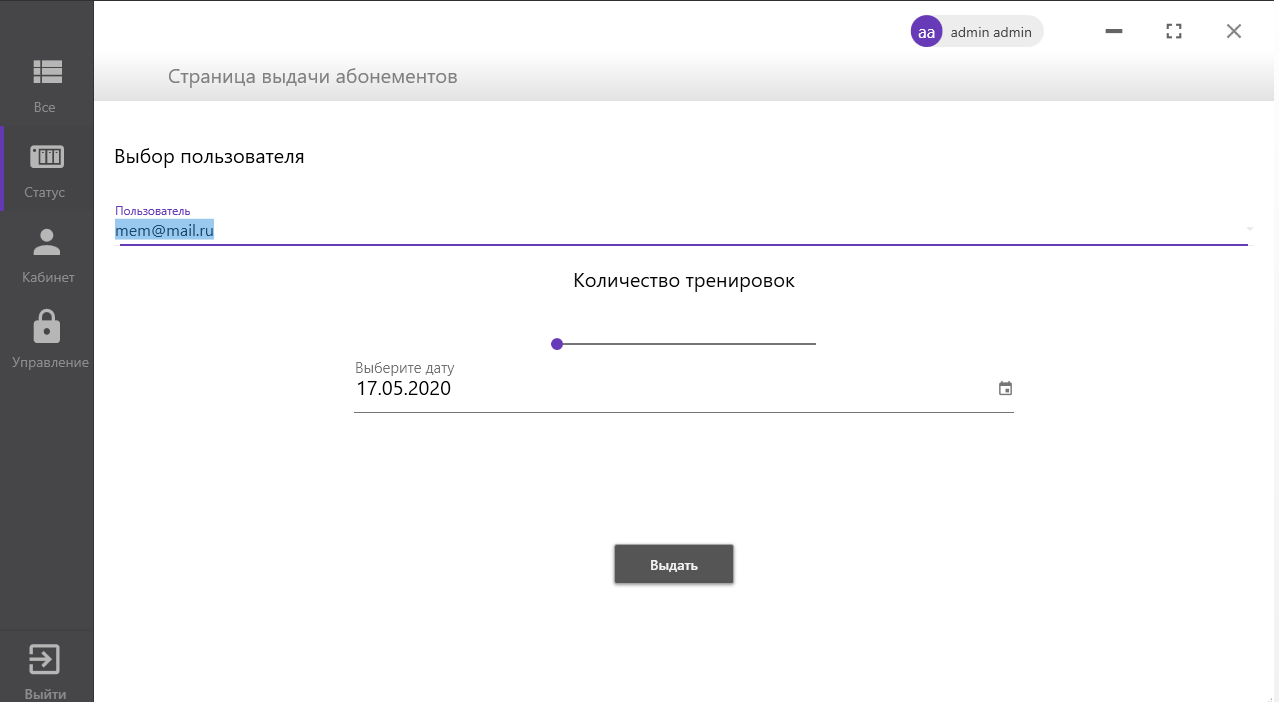 aa admin admin
Страница выдачи абонементов
Все
Статус
Кабинет
Управление
Выйти
Выбор пользователя
Пользователь
mem@mail.ru
Количество тренировок
Выберите дату
17.05.2020
Выдать